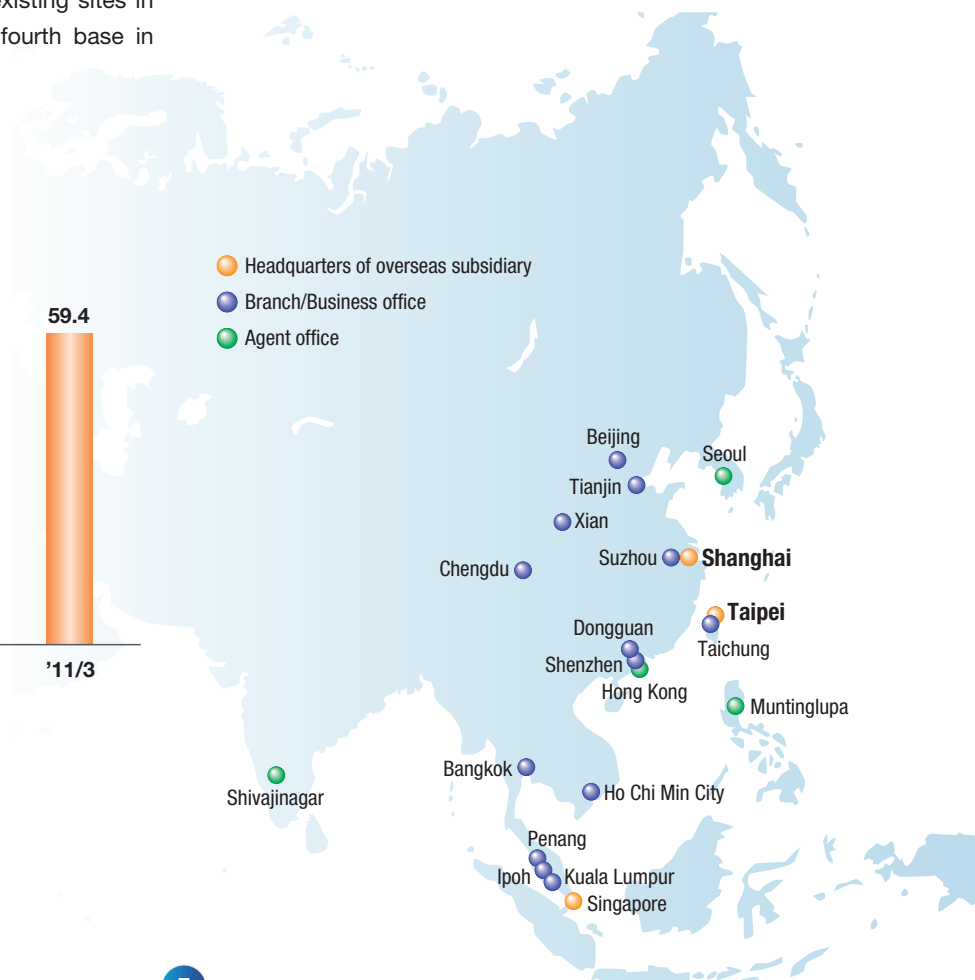 existing sites in
fourth base in
Headquarters of overseas subsidiary
Branch/Business office
Agent office
59.4
’11/3
Beijing
Seoul
Tianjin
Xian
Suzhou
Shanghai
Chengdu
Taipei
Dongguan
Taichung
Shenzhen
Hong Kong
Muntinglupa
Bangkok
Ho Chi Min City
Shivajinagar
Penang
Ipoh
Kuala Lumpur
Singapore